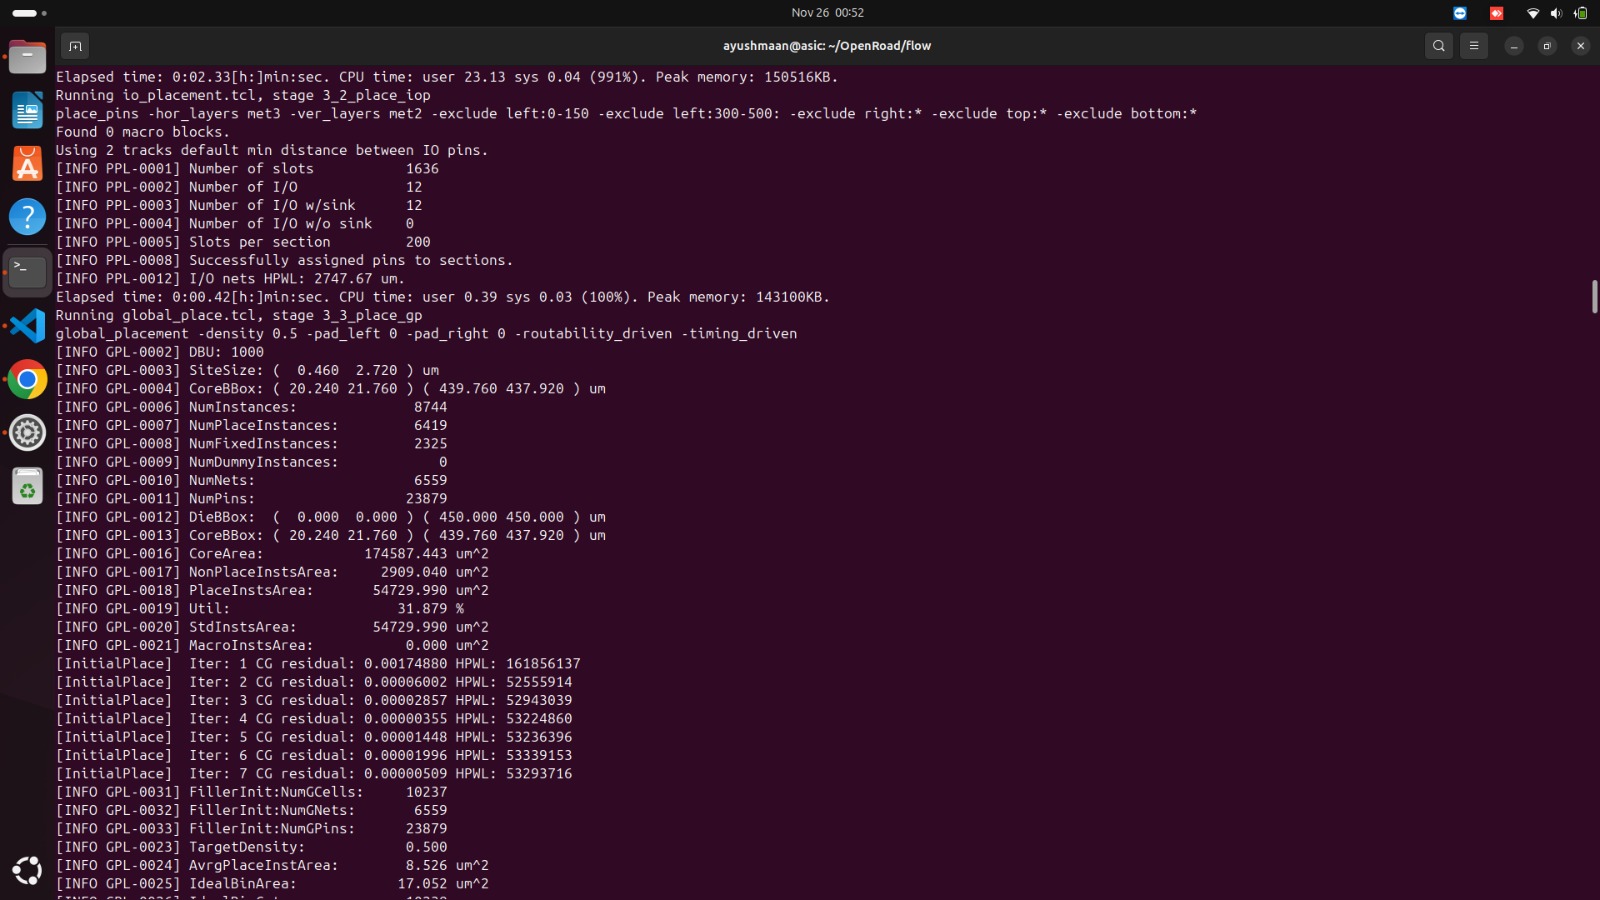 Nov 26 00:52
ayushmaan@asic: ~/OpenRoad/flow
Elapsed time: 0:02.33[h:]min:sec. CPU time: user 23.13 sys 0.04 (991%). Peak memory: 150516KB.
Running io_placement.tcl, stage 3_2_place_iop
place_pins -hor_layers met3 -ver_layers met2 -exclude left:0-150 -exclude left:300-500: -exclude right:* -exclude top:* -exclude bottom:*
Found 0 macro blocks.
Using 2 tracks default min distance between IO pins.
[INFO PPL-0001] Number of slots 1636
[INFO PPL-0002] Number of I/O 12
[INFO PPL-0003] Number of I/O w/sink 12
[INFO PPL-0004] Number of I/O w/o sink 0
[INFO PPL-0005] Slots per section 200
[INFO PPL-0008] Successfully assigned pins to sections.
[INFO PPL-0012] I/O nets HPWL: 2747.67 um.
Elapsed time: 0:00.42[h:]min:sec. CPU time: user 0.39 sys 0.03 (100%). Peak memory: 143100KB.
Running global_place.tcl, stage 3_3_place_gp
global_placement -density 0.5 -pad_left 0 -pad_right 0 -routability_driven -timing_driven
[INFO GPL-0002] DBU: 1000
[INFO GPL-0003] SiteSize: ( 0.460 2.720 ) um
[INFO GPL-0004] CoreBBox: ( 20.240 21.760 ) ( 439.760 437.920 ) um
[INFO GPL-0006] NumInstances: 8744
[INFO GPL-0007] NumPlaceInstances: 6419
[INFO GPL-0008] NumFixedInstances: 2325
[INFO GPL-0009] NumDummyInstances: 0
[INFO GPL-0010] NumNets: 6559
[INFO GPL-0011] NumPins: 23879
[INFO GPL-0012] DieBBox: ( 0.000 0.000 ) ( 450.000 450.000 ) um
[INFO GPL-0013] CoreBBox: ( 20.240 21.760 ) ( 439.760 437.920 ) um
[INFO GPL-0016] CoreArea: 174587.443 um^2
[INFO GPL-0017] NonPlaceInstsArea: 2909.040 um^2
[INFO GPL-0018] PlaceInstsArea: 54729.990 um^2
[INFO GPL-0019] Util: 31.879 %
[INFO GPL-0020] StdInstsArea: 54729.990 um^2
[INFO GPL-0021] MacroInstsArea: 0.000 um^2
[InitialPlace] Iter: 1 CG residual: 0.00174880 HPWL: 161856137
[InitialPlace] Iter: 2 CG residual: 0.00006002 HPWL: 52555914
[InitialPlace] Iter: 3 CG residual: 0.00002857 HPWL: 52943039
[InitialPlace] Iter: 4 CG residual: 0.00000355 HPWL: 53224860
[InitialPlace] Iter: 5 CG residual: 0.00001448 HPWL: 53236396
[InitialPlace] Iter: 6 CG residual: 0.00001996 HPWL: 53339153
[InitialPlace] Iter: 7 CG residual: 0.00000509 HPWL: 53293716
[INFO GPL-0031] FillerInit:NumGCells: 10237
[INFO GPL-0032] FillerInit:NumGNets: 6559
[INFO GPL-0033] FillerInit:NumGPins: 23879
[INFO GPL-0023] TargetDensity: 0.500
[INFO GPL-0024] AvrgPlaceInstArea: 8.526 um^2
[INFO GPL-0025] IdealBinArea: 17.052 um^2